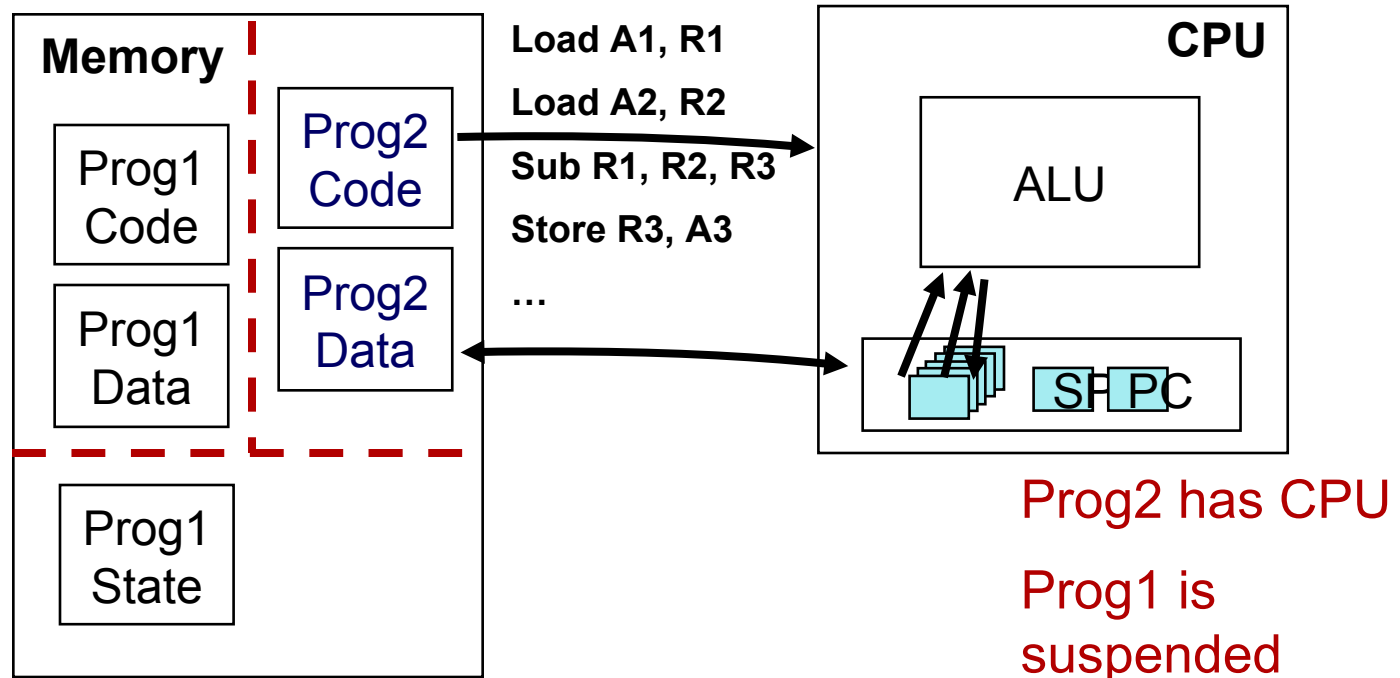 Memory
Prog1
Code
Prog1
Data
Prog2
Code
Prog2
Data
Prog1
State
Load A1, R1
Load A2, R2
Sub R1, R2, R3
Store R3, A3
…
CPU
ALU
SP PC
Prog2 has CPU
Prog1 is
suspended